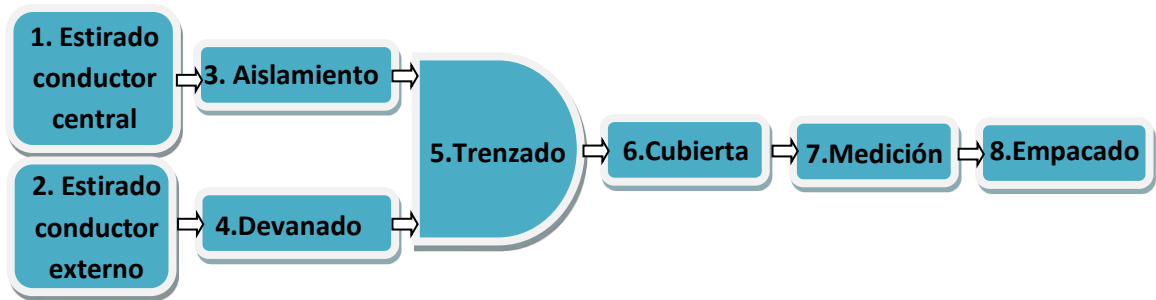 1. Estirado
conductor
central
2. Estirado
conductor
externo
3. Aislamiento
4.Devanado
5.Trenzado
6.Cubierta
7.Medición
8.Empacado